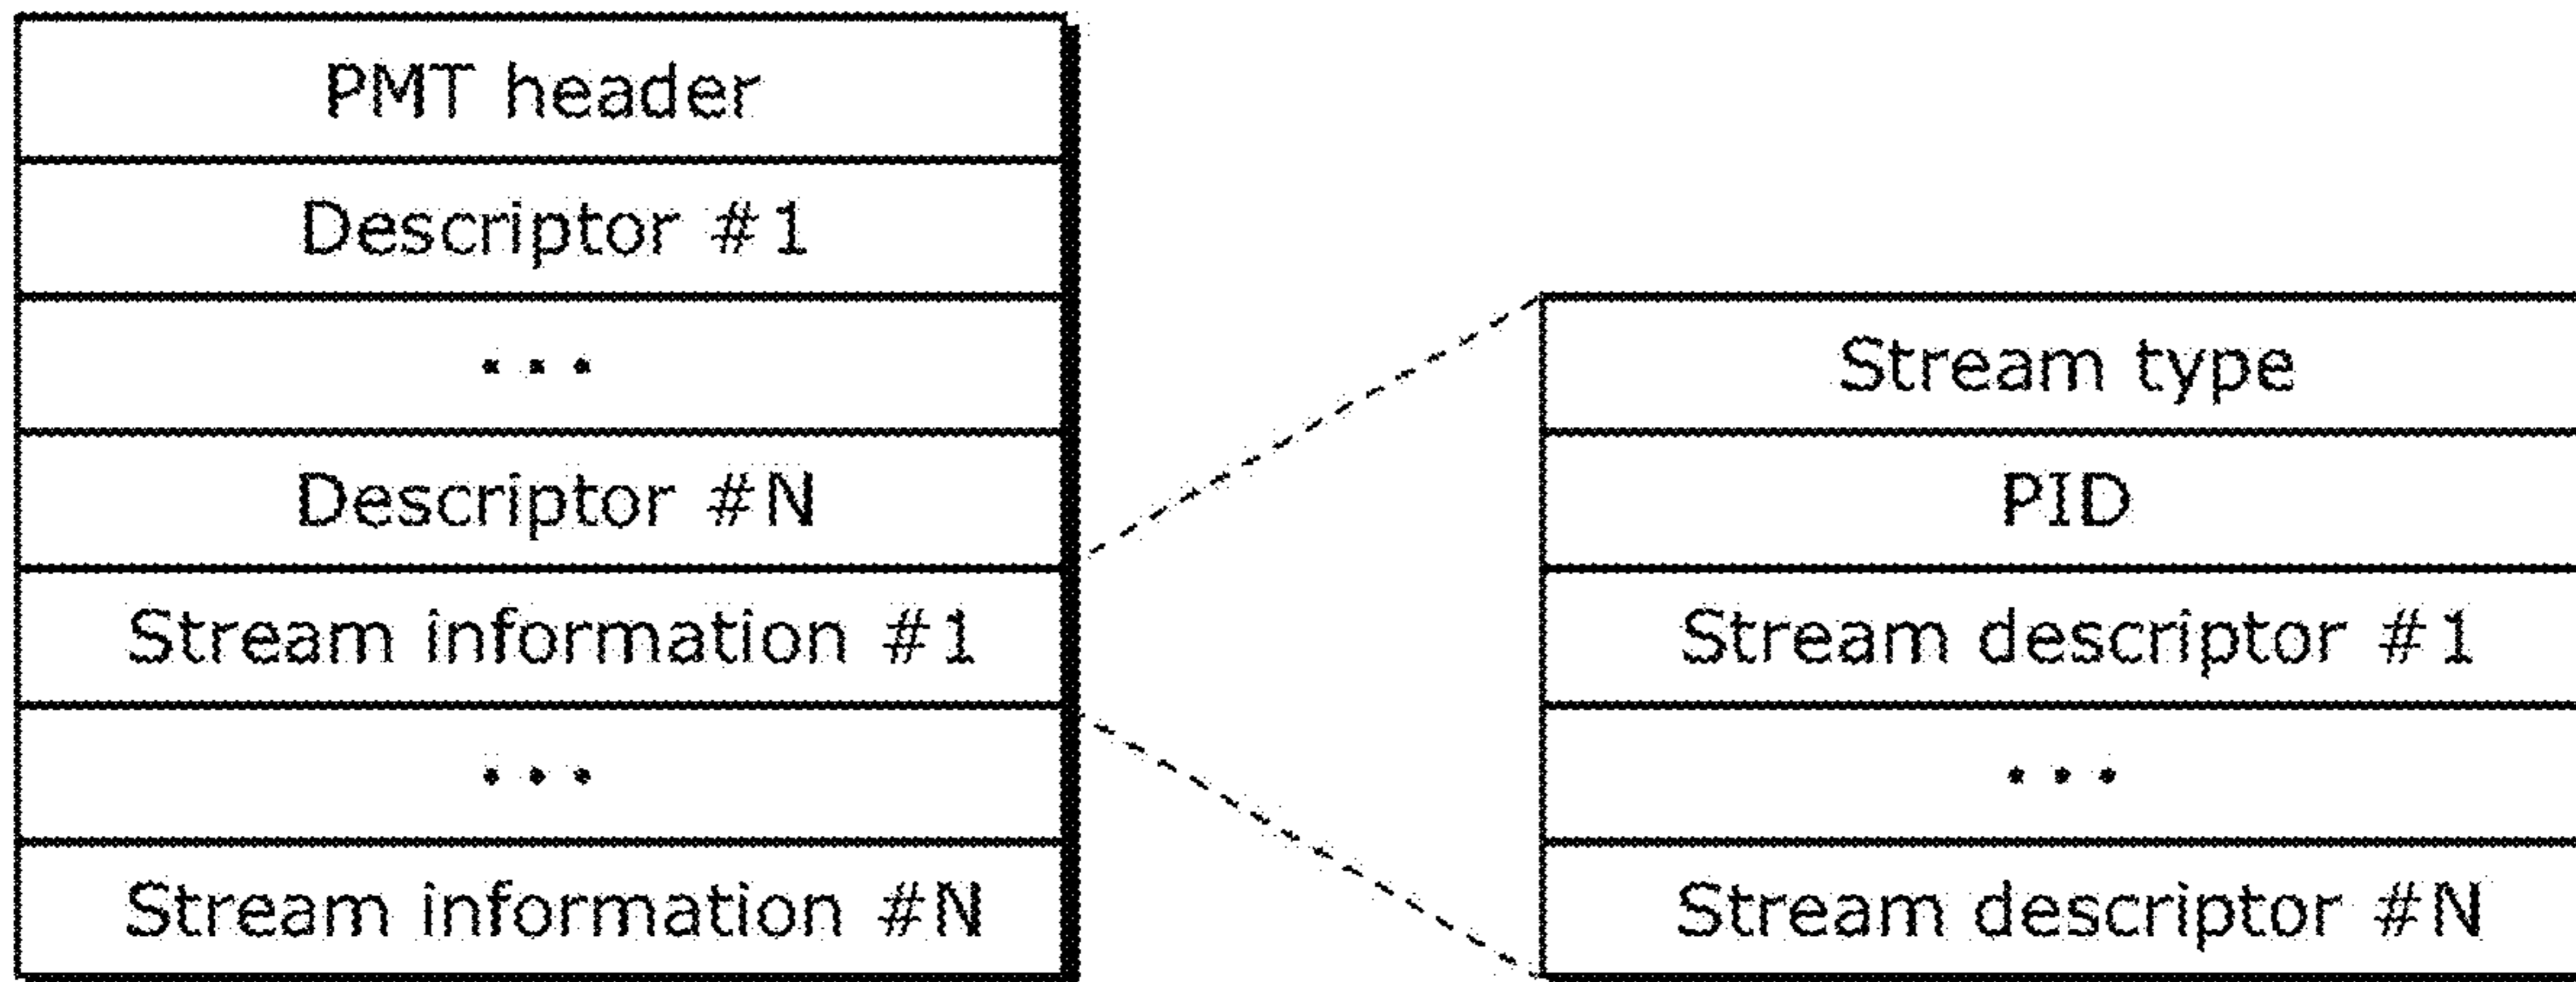 PMT header
Descriptor #1
...
Descriptor #N
Stream information #1
...
Stream information #N
Stream type
PID
Stream descriptor #1
...
Stream descriptor #N